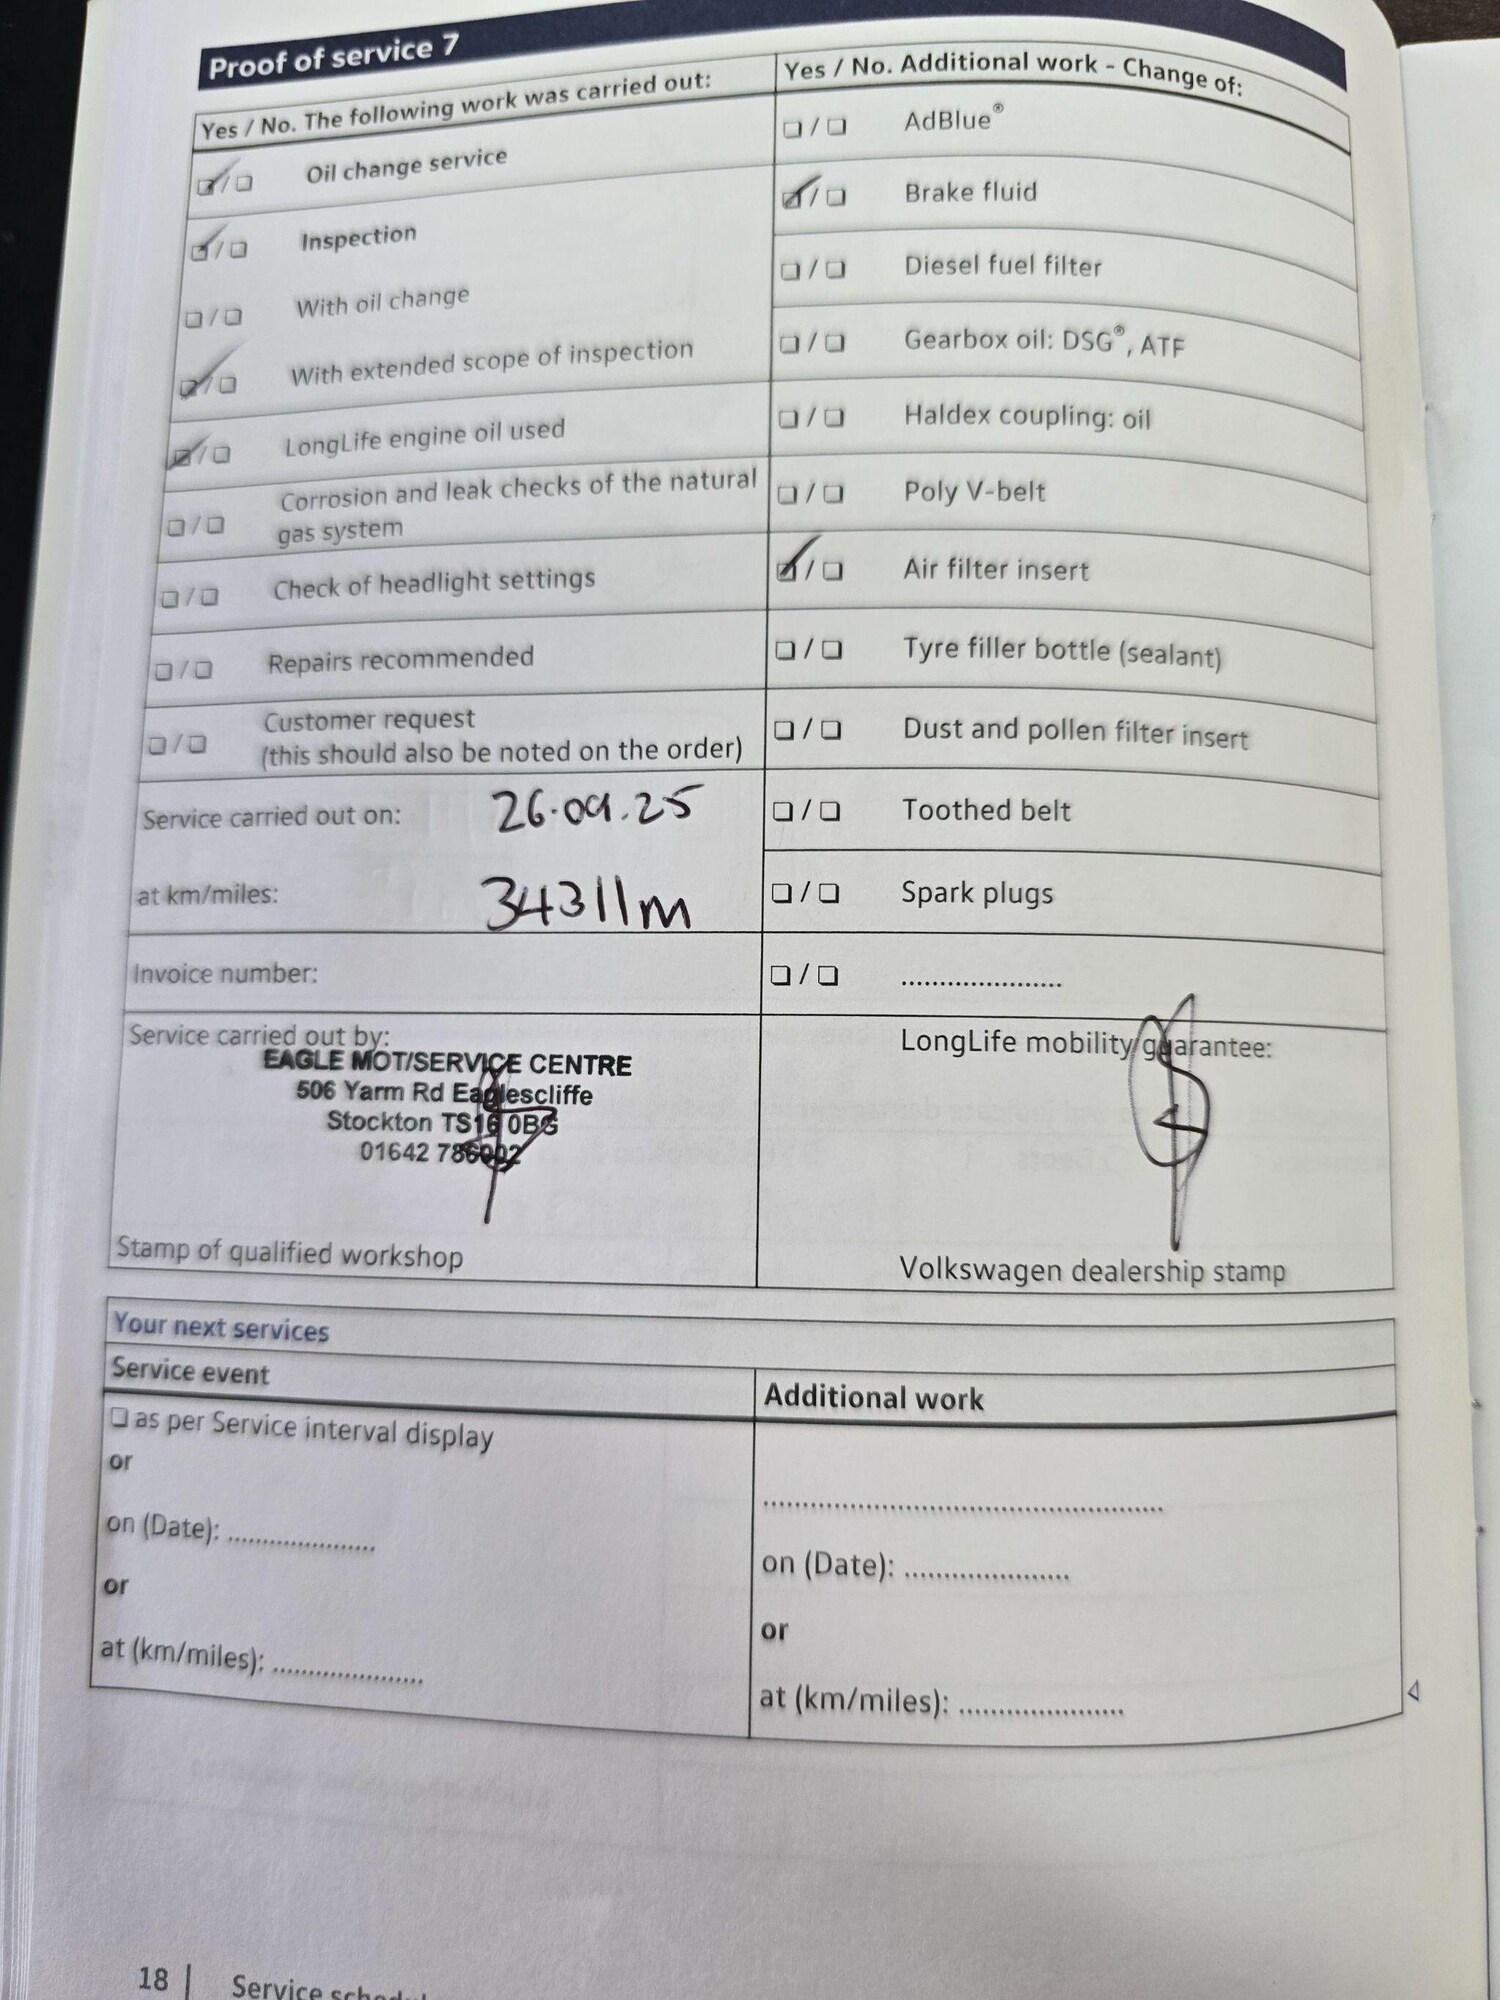 Proof of service 7
Yes / No. The following work was carried out:
❏ / ❏ Oil change service
❏ / ❏ Inspection
❏ / ❏ With oil change
❏ / ❏ With extended scope of inspection
❏ / ❏ LongLife engine oil used
❏ / ❏ Corrosion and leak checks of the natural
gas system
❏ / ❏ Check of headlight settings
❏ / ❏ Repairs recommended
❏ / ❏ Customer request
(this should also be noted on the order)
Service carried out on: 26.09.25
at km/miles: 34311m
Invoice number:
Service carried out by:
EAGLE MOT/SERVICE CENTRE
506 Yarm Rd Eaglescliffe
Stockton TS16 0BG
01642 786002
Stamp of qualified workshop
Yes / No. Additional work - Change of:
❏ / ❏ AdBlue®
❏ / ❏ Brake fluid
❏ / ❏ Diesel fuel filter
❏ / ❏ Gearbox oil: DSG®, ATF
❏ / ❏ Haldex coupling: oil
❏ / ❏ Poly V-belt
❏ / ❏ Air filter insert
❏ / ❏ Tyre filler bottle (sealant)
❏ / ❏ Dust and pollen filter insert
❏ / ❏ Toothed belt
❏ / ❏ Spark plugs
❏ / ❏ .....................
LongLife mobility guarantee:
Volkswagen dealership stamp
Your next services
Service event
❏ as per Service interval display
or
on (Date): ....................
or
at (km/miles): ....................
Additional work
....................................................
on (Date): ......................
or
at (km/miles): ......................
18 | Service